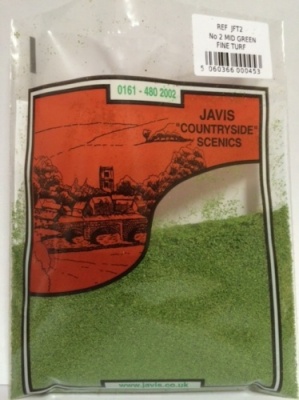 REF JFT2
No 2 MID GREEN
FINE TURF
5 060366 000453
0161 - 480 2002
JAVIS
"COUNTRYSIDE"
SCENICS
www.javis.co.uk